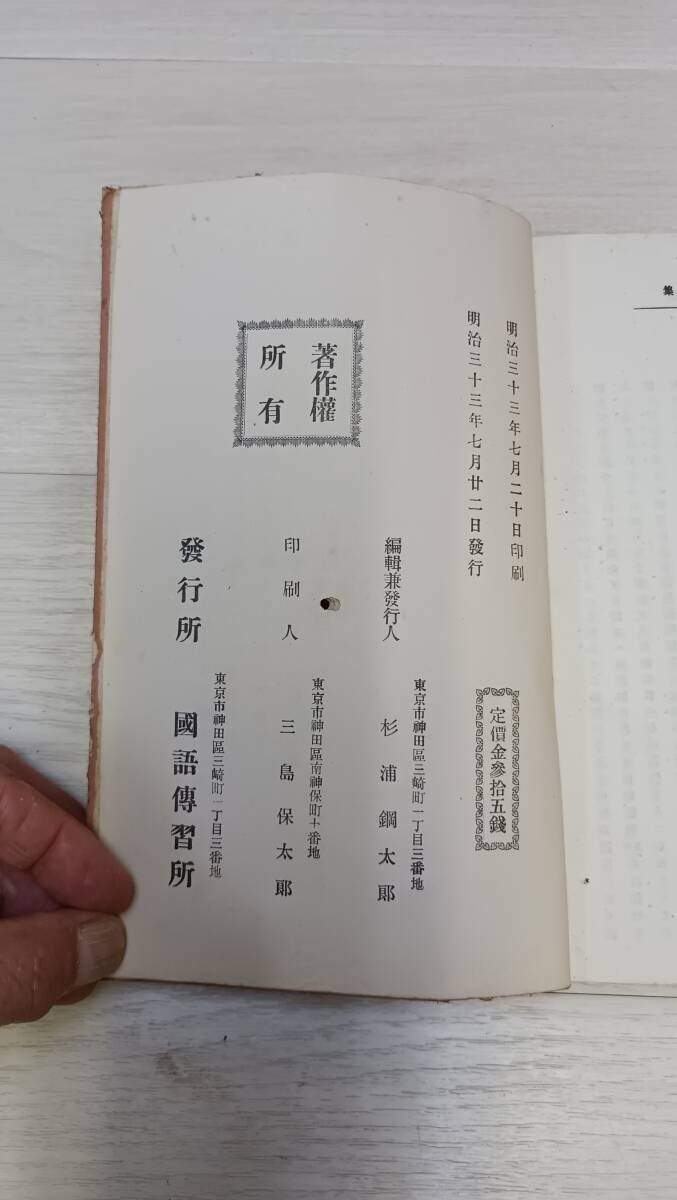 集
明治三十三年七月二十日印刷
明治三十三年七月廿二日發行
定價金參拾五錢
著作權
所有
東京市神田區三崎町一丁目三番地
編輯兼發行人
杉浦鋼太郎
東京市神田區南神保町十番地
印刷人
三島保太郎
東京市神田區三崎町一丁目三番地
發行所
國語傳習所